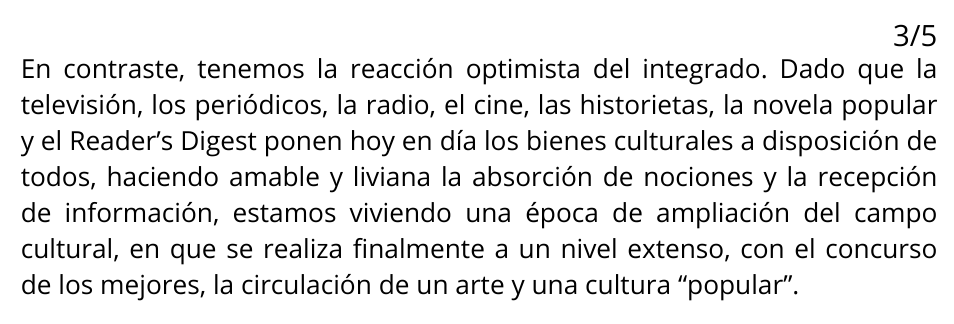 3/5
En contraste, tenemos la reacción optimista del integrado. Dado que la
televisión, los periódicos, la radio, el cine, las historietas, la novela popular
y el Reader’s Digest ponen hoy en día los bienes culturales a disposición de
todos, haciendo amable y liviana la absorción de nociones y la recepción
de información, estamos viviendo una época de ampliación del campo
cultural, en que se realiza finalmente a un nivel extenso, con el concurso
de los mejores, la circulación de un arte y una cultura “popular”.